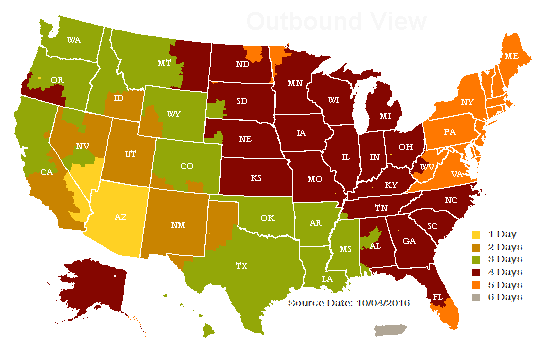 Outbound View
WA
MT
ND
MN
ME
OR
ID
SD
WI
MI
NY
WY
NE
IA
PA
NV
UT
CO
IL
IN
OH
WV
VA
CA
KS
MO
KY
AZ
NM
OK
AR
TN
NC
SC
TX
LA
MS
AL
GA
FL
1 Day
2 Days
3 Days
4 Days
5 Days
6 Days
Source Date: 10/04/2016